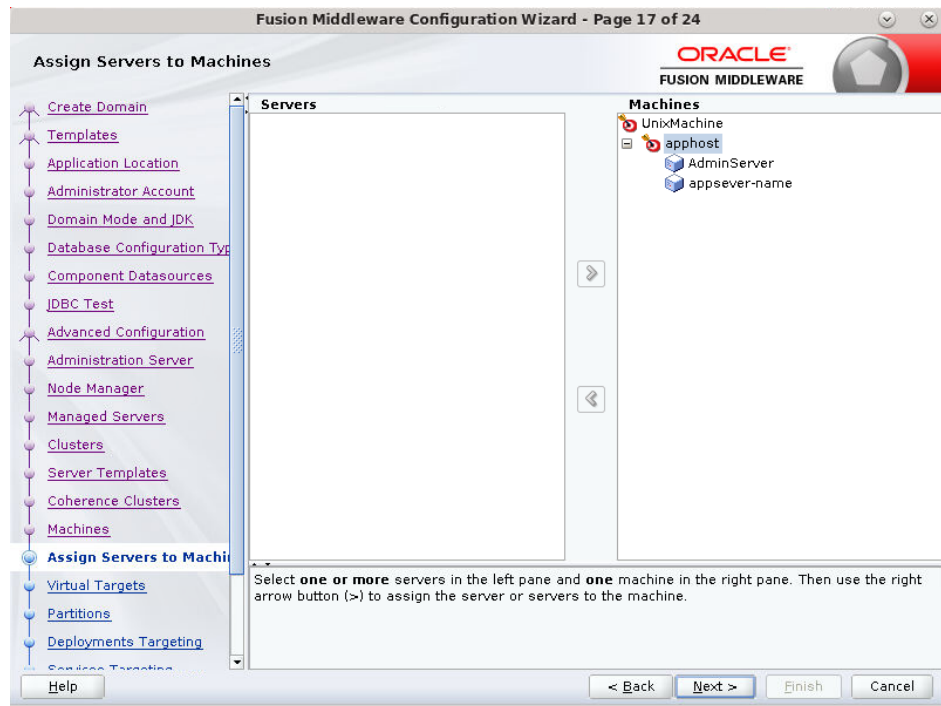 Fusion Middleware Configuration Wizard - Page 17 of 24
Assign Servers to Machines
ORACLE
FUSION MIDDLEWARE
Create Domain
Templates
Application Location
Administrator Account
Domain Mode and JDK
Database Configuration Typ
Component Datasources
JDBC Test
Advanced Configuration
Administration Server
Node Manager
Managed Servers
Clusters
Server Templates
Coherence Clusters
Machines
Assign Servers to Machin
Virtual Targets
Partitions
Deployments Targeting
Services Targeting
Servers
Machines
UnixMachine
apphost
AdminServer
appsever-name
Select one or more servers in the left pane and one machine in the right pane. Then use the right
arrow button (>) to assign the server or servers to the machine.
Help
< Back
Next >
Finish
Cancel